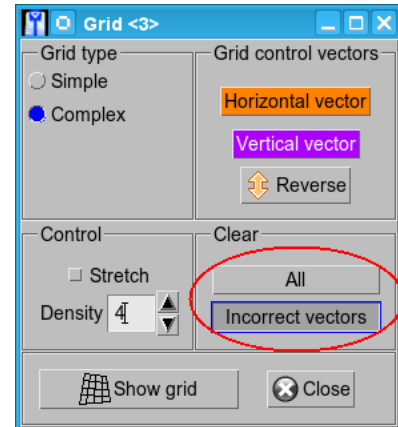 Grid <3>
Grid type
Simple
Complex
Grid control vectors
Horizontal vector
Vertical vector
Reverse
Control
Stretch
Density 4
Clear
All
Incorrect vectors
Show grid
Close